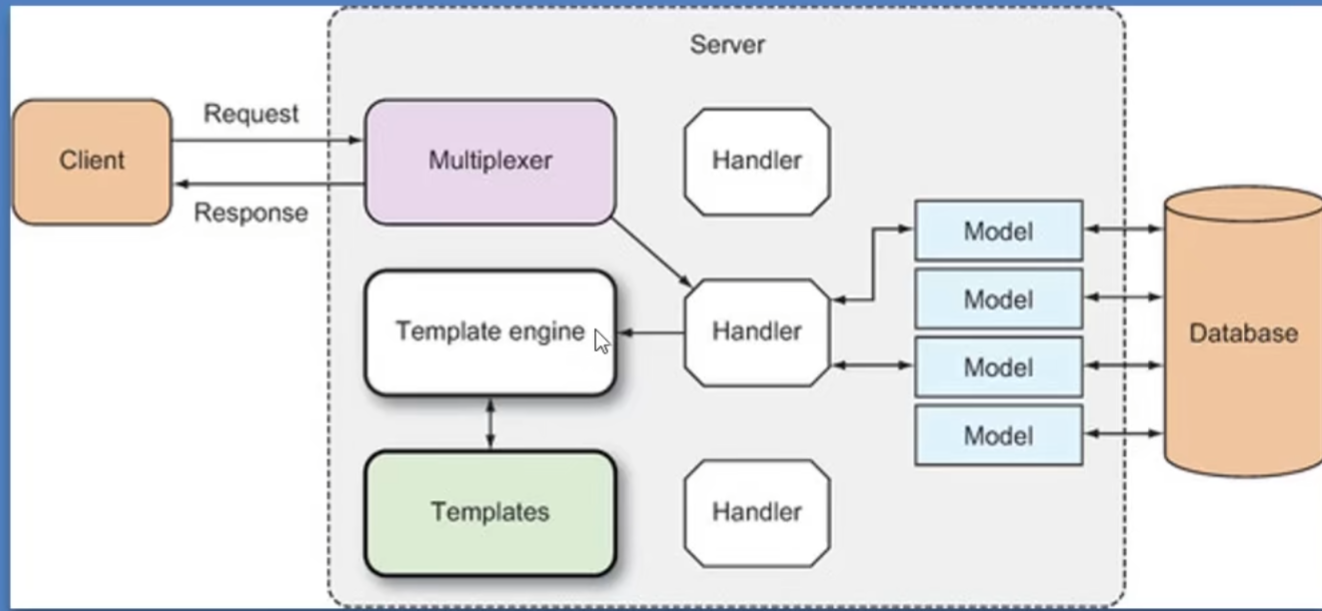 Server
Request
Client
Multiplexer
Handler
Response
Model
Model
Template engine
Handler
Database
Model
Model
Templates
Handler